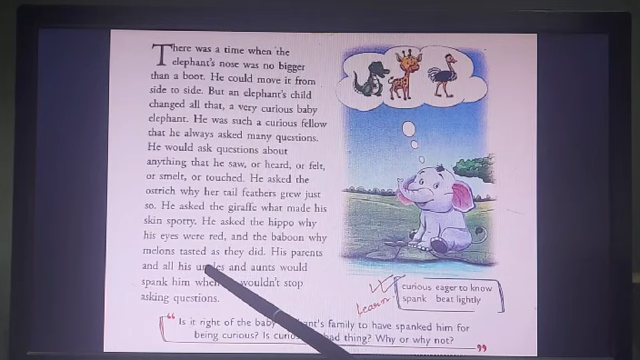 There was a time when the
elephant's nose was no bigger
than a boot. He could move it from
side to side. But an elephant's child
changed all that, a very curious baby
elephant. He was such a curious fellow
that he always asked many questions.
He would ask questions about
anything that he saw, or heard, or felt,
or smelt, or touched. He asked the
ostrich why her tail feathers grew just
so. He asked the giraffe what made his
skin spotty. He asked the hippo why
his eyes were red, and the baboon why
melons tasted as they did. His parents
and all his uncles and aunts would
spank him when wouldn't stop
asking questions.
curious eager to know
spank beat lightly
Learn
"Is it right of the baby family to have spanked him for
being curious? Is bad thing? Why or why not?"